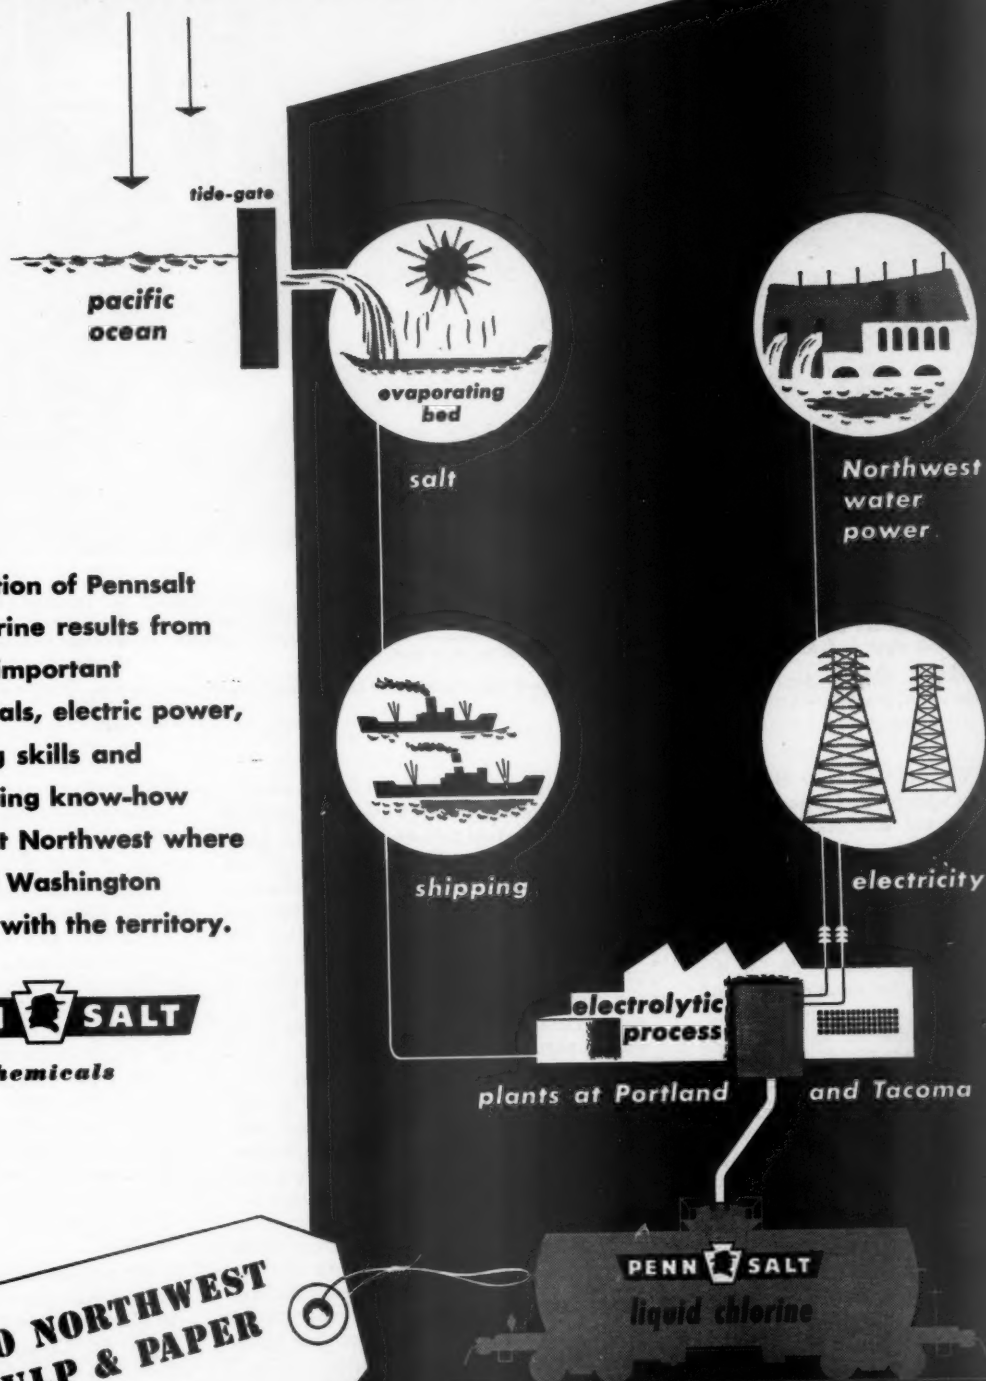 tide-gate
pacific
ocean
evaporating
bed
salt
Northwest
water
power
tion of Pennsalt
rine results from
important
als, electric power,
g skills and
ing know-how
t Northwest where
Washington
with the territory.
SALT
hemicals
shipping
electricity
electrolytic
process
plants at Portland and Tacoma
PENN SALT
liquid chlorine
O NORTHWEST
ULP & PAPER